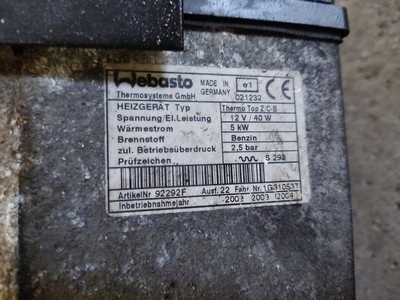 Webasto
Thermosysteme GmbH
MADE IN
GERMANY
e1
021232
CE
HEIZGERÄT Typ Thermo Top Z/C-B
Spannung/El.Leistung 12 V / 40 W
Wärmestrom 5 kW
Brennstoff Benzin
zul. Betriebsüberdruck 2,5 bar
Prüfzeichen S 293
ArtikelNr 92292F Ausf. 22 Fabr. Nr. 1G310537
Inbetriebnahmejahr 2002 2003 2004